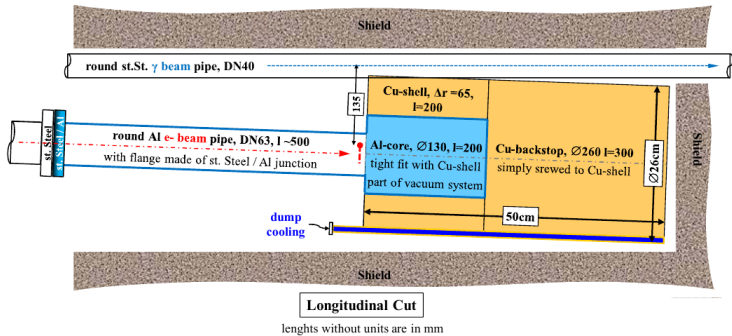 Shield
round st.St. γ beam pipe, DN40
Cu-shell, Δr =65,
l=200
135
st. Steel
st. Steel / Al
round Al e- beam pipe, DN63, l ~500
with flange made of st. Steel / Al junction
!
Al-core, ∅130, l=200
tight fit with Cu-shell
part of vacuum system
Cu-backstop, ∅260 l=300
simply srewed to Cu-shell
∅26cm
Shield
50cm
dump
cooling
Shield
Longitudinal Cut
lenghts without units are in mm